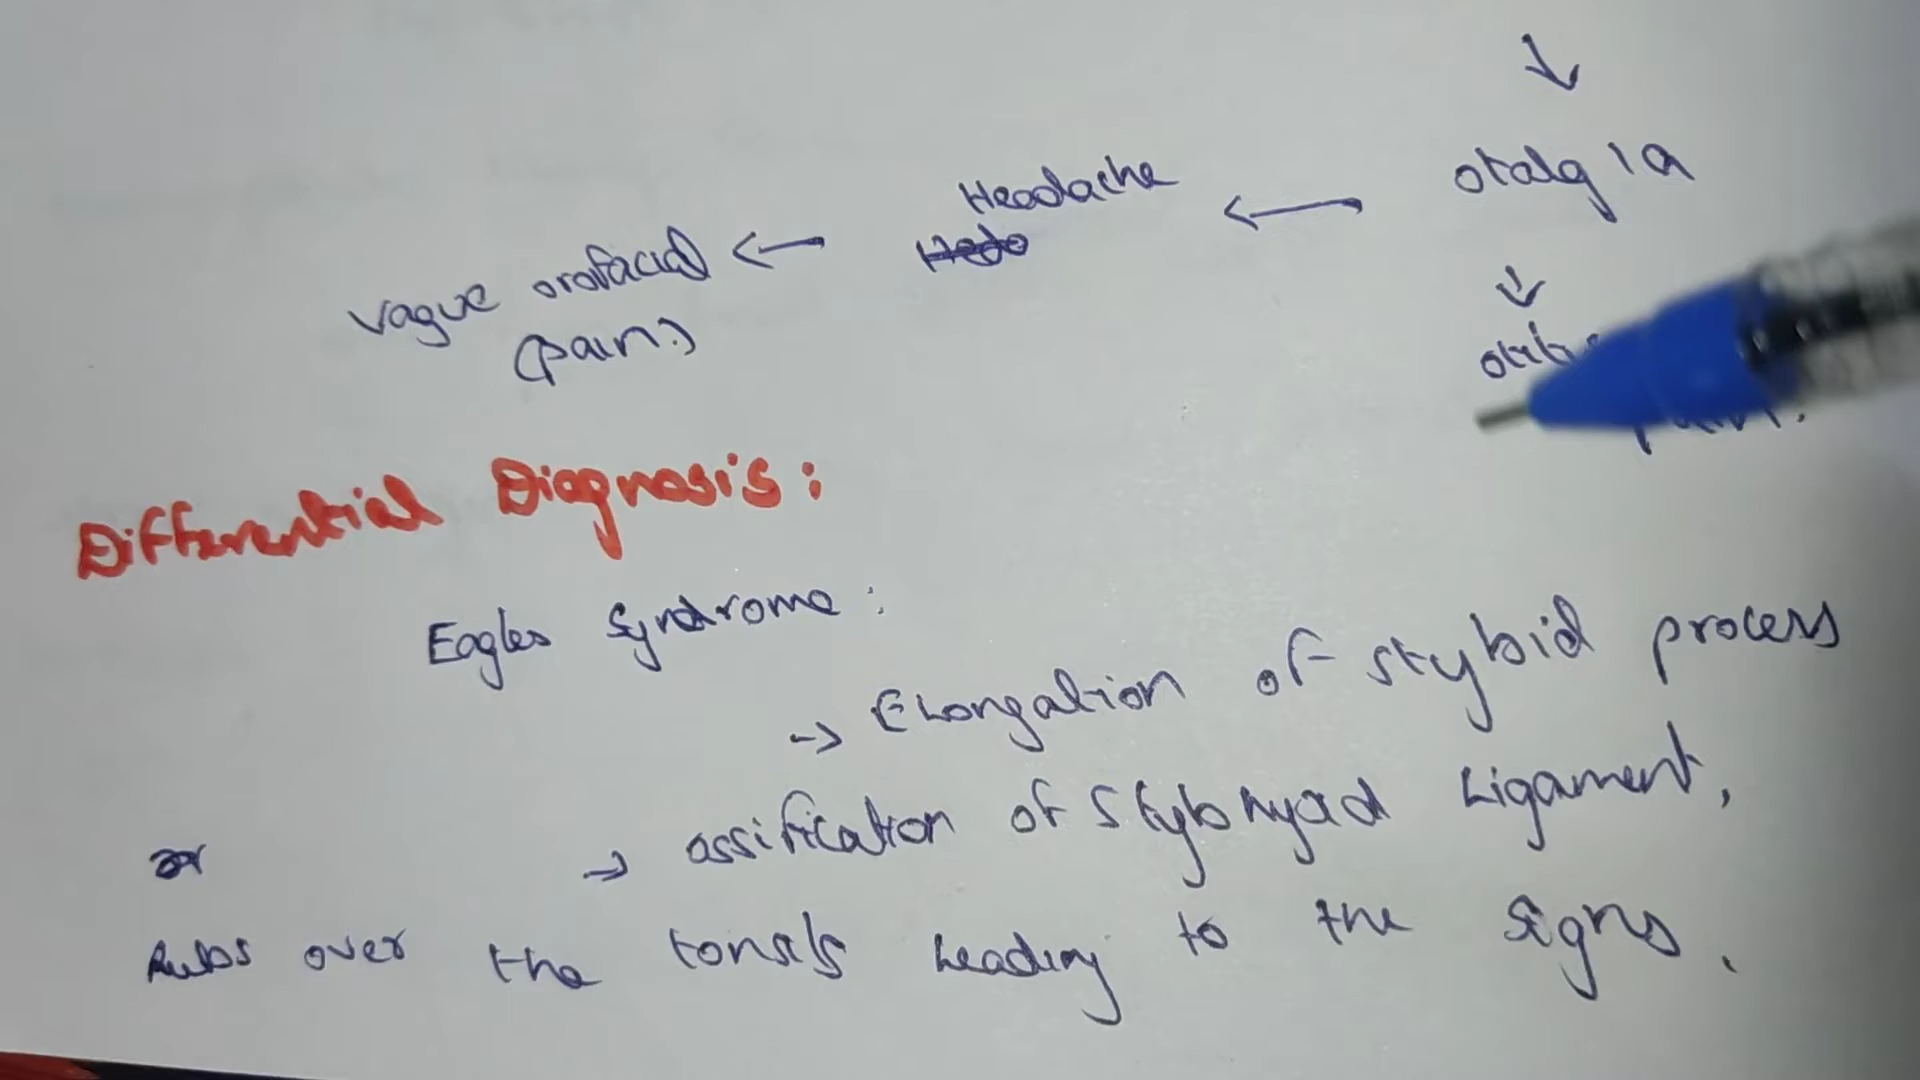 otalgia
Headache
vague orofacial
(pain.)
Differential Diagnosis:
Eagles Syndrome:
→ Elongation of styloid process
→ ossification of Stylohyoid Ligament,
or
Rubs over the tonsils leading to the signs.